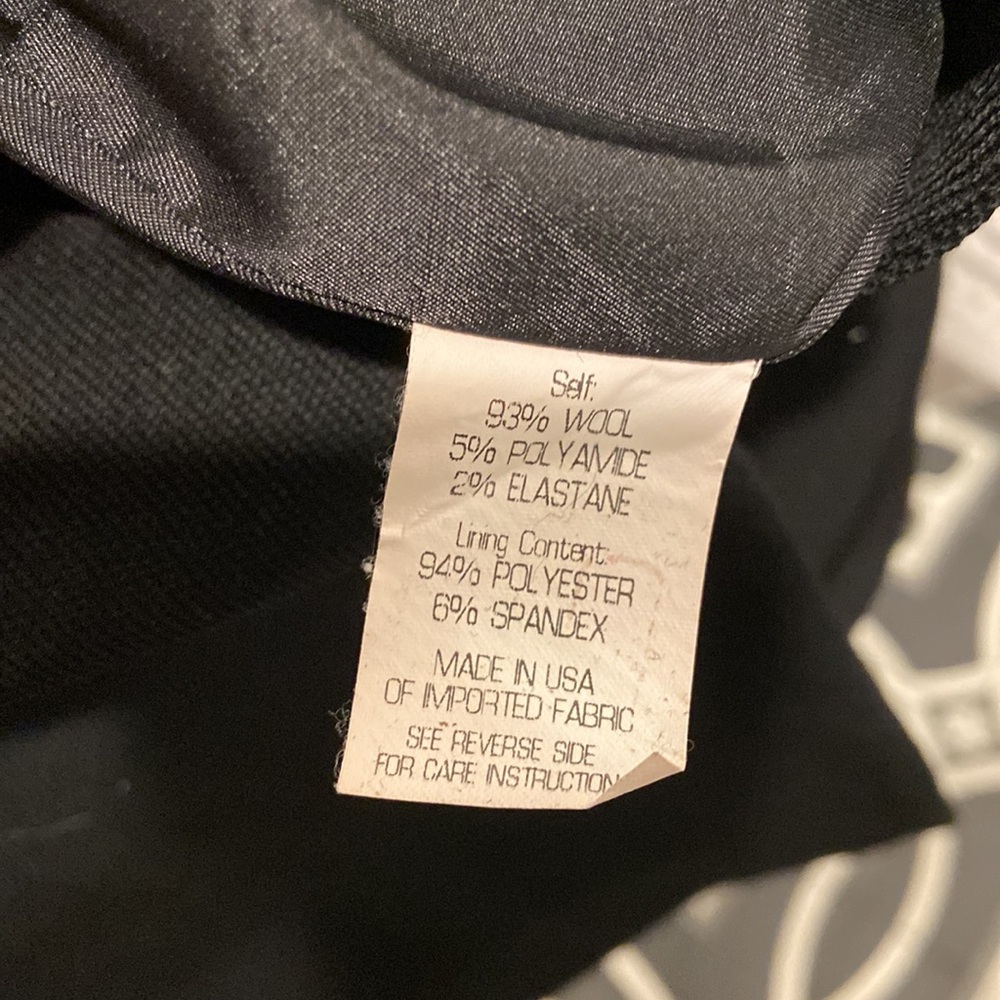 Self:
93% WOOL
5% POLYAMIDE
2% ELASTANE
Lining Content:
94% POLYESTER
6% SPANDEX
MADE IN USA
OF IMPORTED FABRIC
SEE REVERSE SIDE
FOR CARE INSTRUCTION